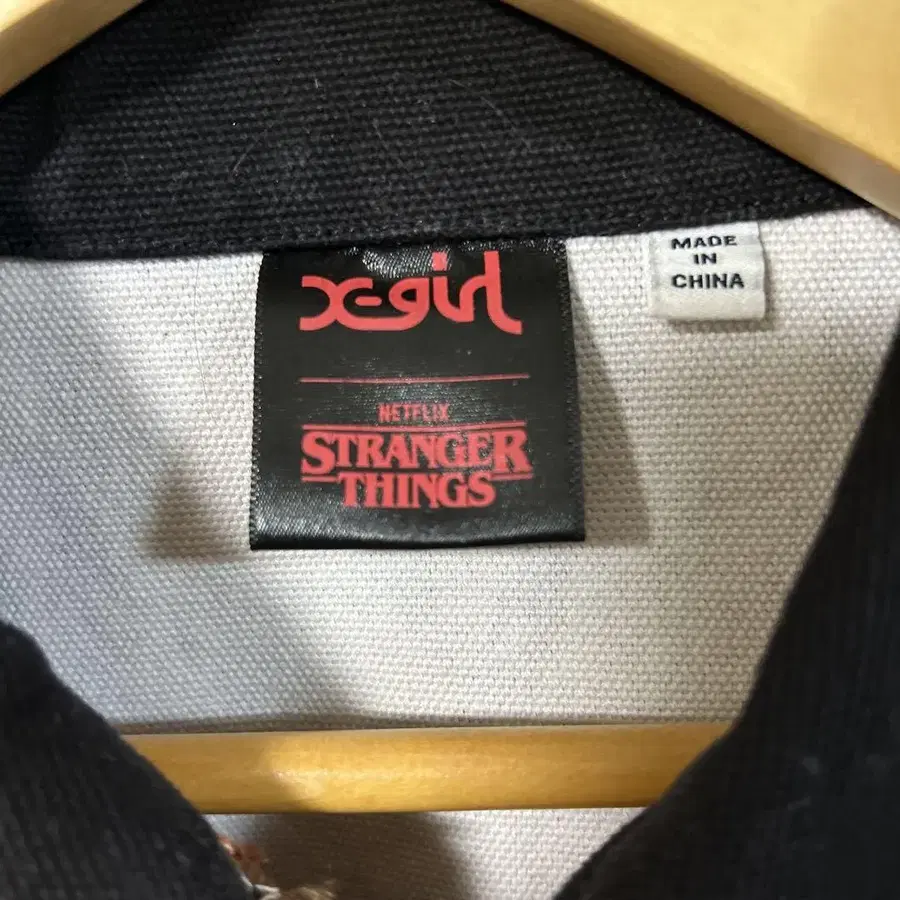 X-girl
NETFLIX
STRANGER
THINGS
MADE
IN
CHINA